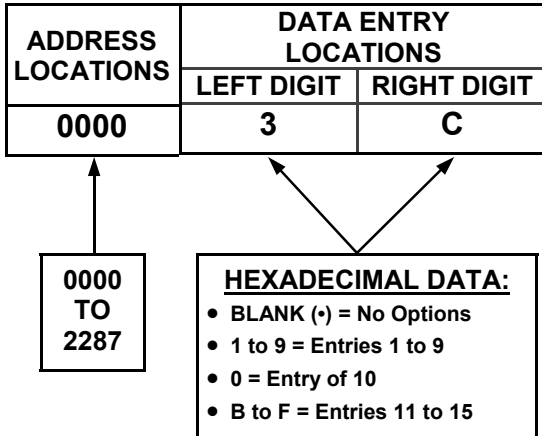 ADDRESS
LOCATIONS
DATA ENTRY
LOCATIONS
LEFT DIGIT
RIGHT DIGIT
0000
3
C
0000
TO
2287
HEXADECIMAL DATA:
• BLANK (•) = No Options
• 1 to 9 = Entries 1 to 9
• 0 = Entry of 10
• B to F = Entries 11 to 15